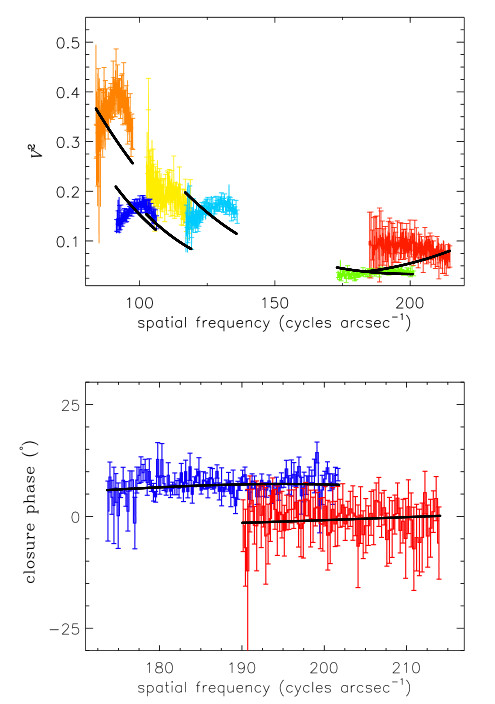 0.5
0.4
0.3
0.2
0.1
V²
100 150 200
spatial frequency (cycles arcsec⁻¹)
25
0
−25
closure phase (°)
180 190 200 210
spatial frequency (cycles arcsec⁻¹)